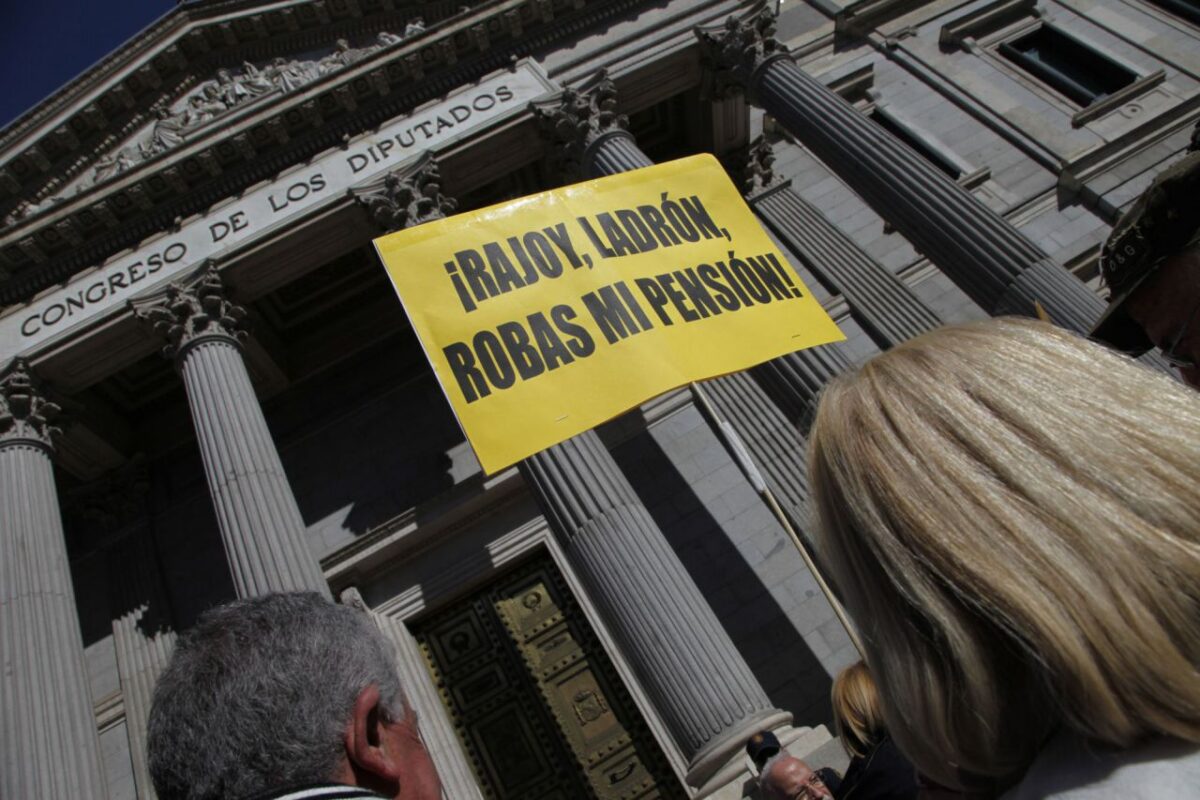 CONGRESO DE LOS DIPUTADOS
¡RAJOY, LADRÓN,
ROBAS MI PENSIÓN!